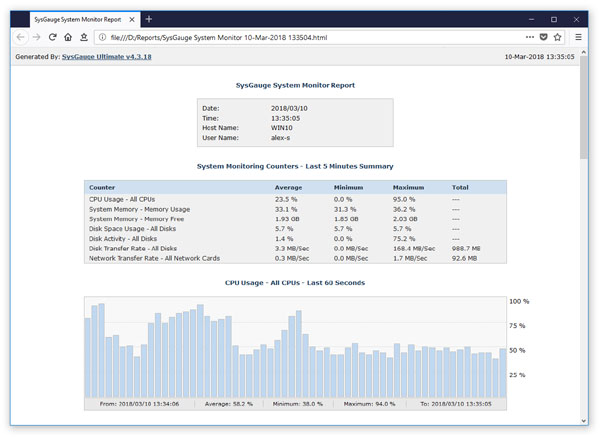 SysGauge System Monitor Report
file:///D:/Reports/SysGauge System Monitor 10-Mar-2018 133504.html
Generated By: SysGauge Ultimate v4.3.18 10-Mar-2018 13:35:05
SysGauge System Monitor Report
Date: 2018/03/10
Time: 13:35:05
Host Name: WIN10
User Name: alex-s
System Monitoring Counters - Last 5 Minutes Summary
Counter Average Minimum Maximum Total
CPU Usage - All CPUs 23.5 % 0.0 % 95.0 % ---
System Memory - Memory Usage 33.1 % 31.3 % 36.2 % ---
System Memory - Memory Free 1.93 GB 1.85 GB 2.03 GB ---
Disk Space Usage - All Disks 5.7 % 5.7 % 5.7 % ---
Disk Activity - All Disks 1.4 % 0.0 % 75.2 % ---
Disk Transfer Rate - All Disks 3.3 MB/Sec 0.0 MB/Sec 168.4 MB/Sec 988.7 MB
Network Transfer Rate - All Network Cards 0.3 MB/Sec 0.0 MB/Sec 1.7 MB/Sec 92.6 MB
CPU Usage - All CPUs - Last 60 Seconds
100 %
75 %
50 %
25 %
From: 2018/03/10 13:34:06 Average: 58.2 % Minimum: 38.0 % Maximum: 94.0 % To: 2018/03/10 13:35:05